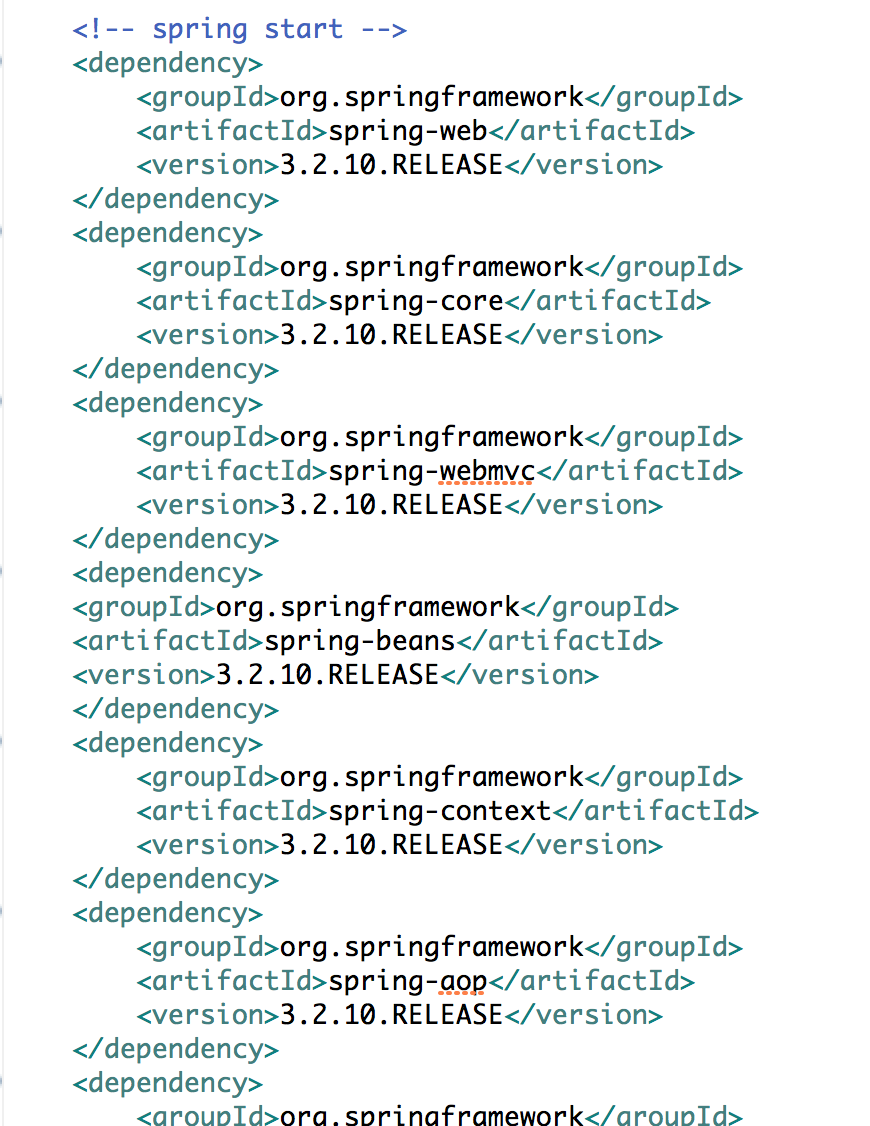 <!-- spring start -->
<dependency>
    <groupId>org.springframework</groupId>
    <artifactId>spring-web</artifactId>
    <version>3.2.10.RELEASE</version>
</dependency>
<dependency>
    <groupId>org.springframework</groupId>
    <artifactId>spring-core</artifactId>
    <version>3.2.10.RELEASE</version>
</dependency>
<dependency>
    <groupId>org.springframework</groupId>
    <artifactId>spring-webmvc</artifactId>
    <version>3.2.10.RELEASE</version>
</dependency>
<dependency>
<groupId>org.springframework</groupId>
<artifactId>spring-beans</artifactId>
<version>3.2.10.RELEASE</version>
</dependency>
<dependency>
    <groupId>org.springframework</groupId>
    <artifactId>spring-context</artifactId>
    <version>3.2.10.RELEASE</version>
</dependency>
<dependency>
    <groupId>org.springframework</groupId>
    <artifactId>spring-aop</artifactId>
    <version>3.2.10.RELEASE</version>
</dependency>
<dependency>
    <groupId>org.springframework</groupId>